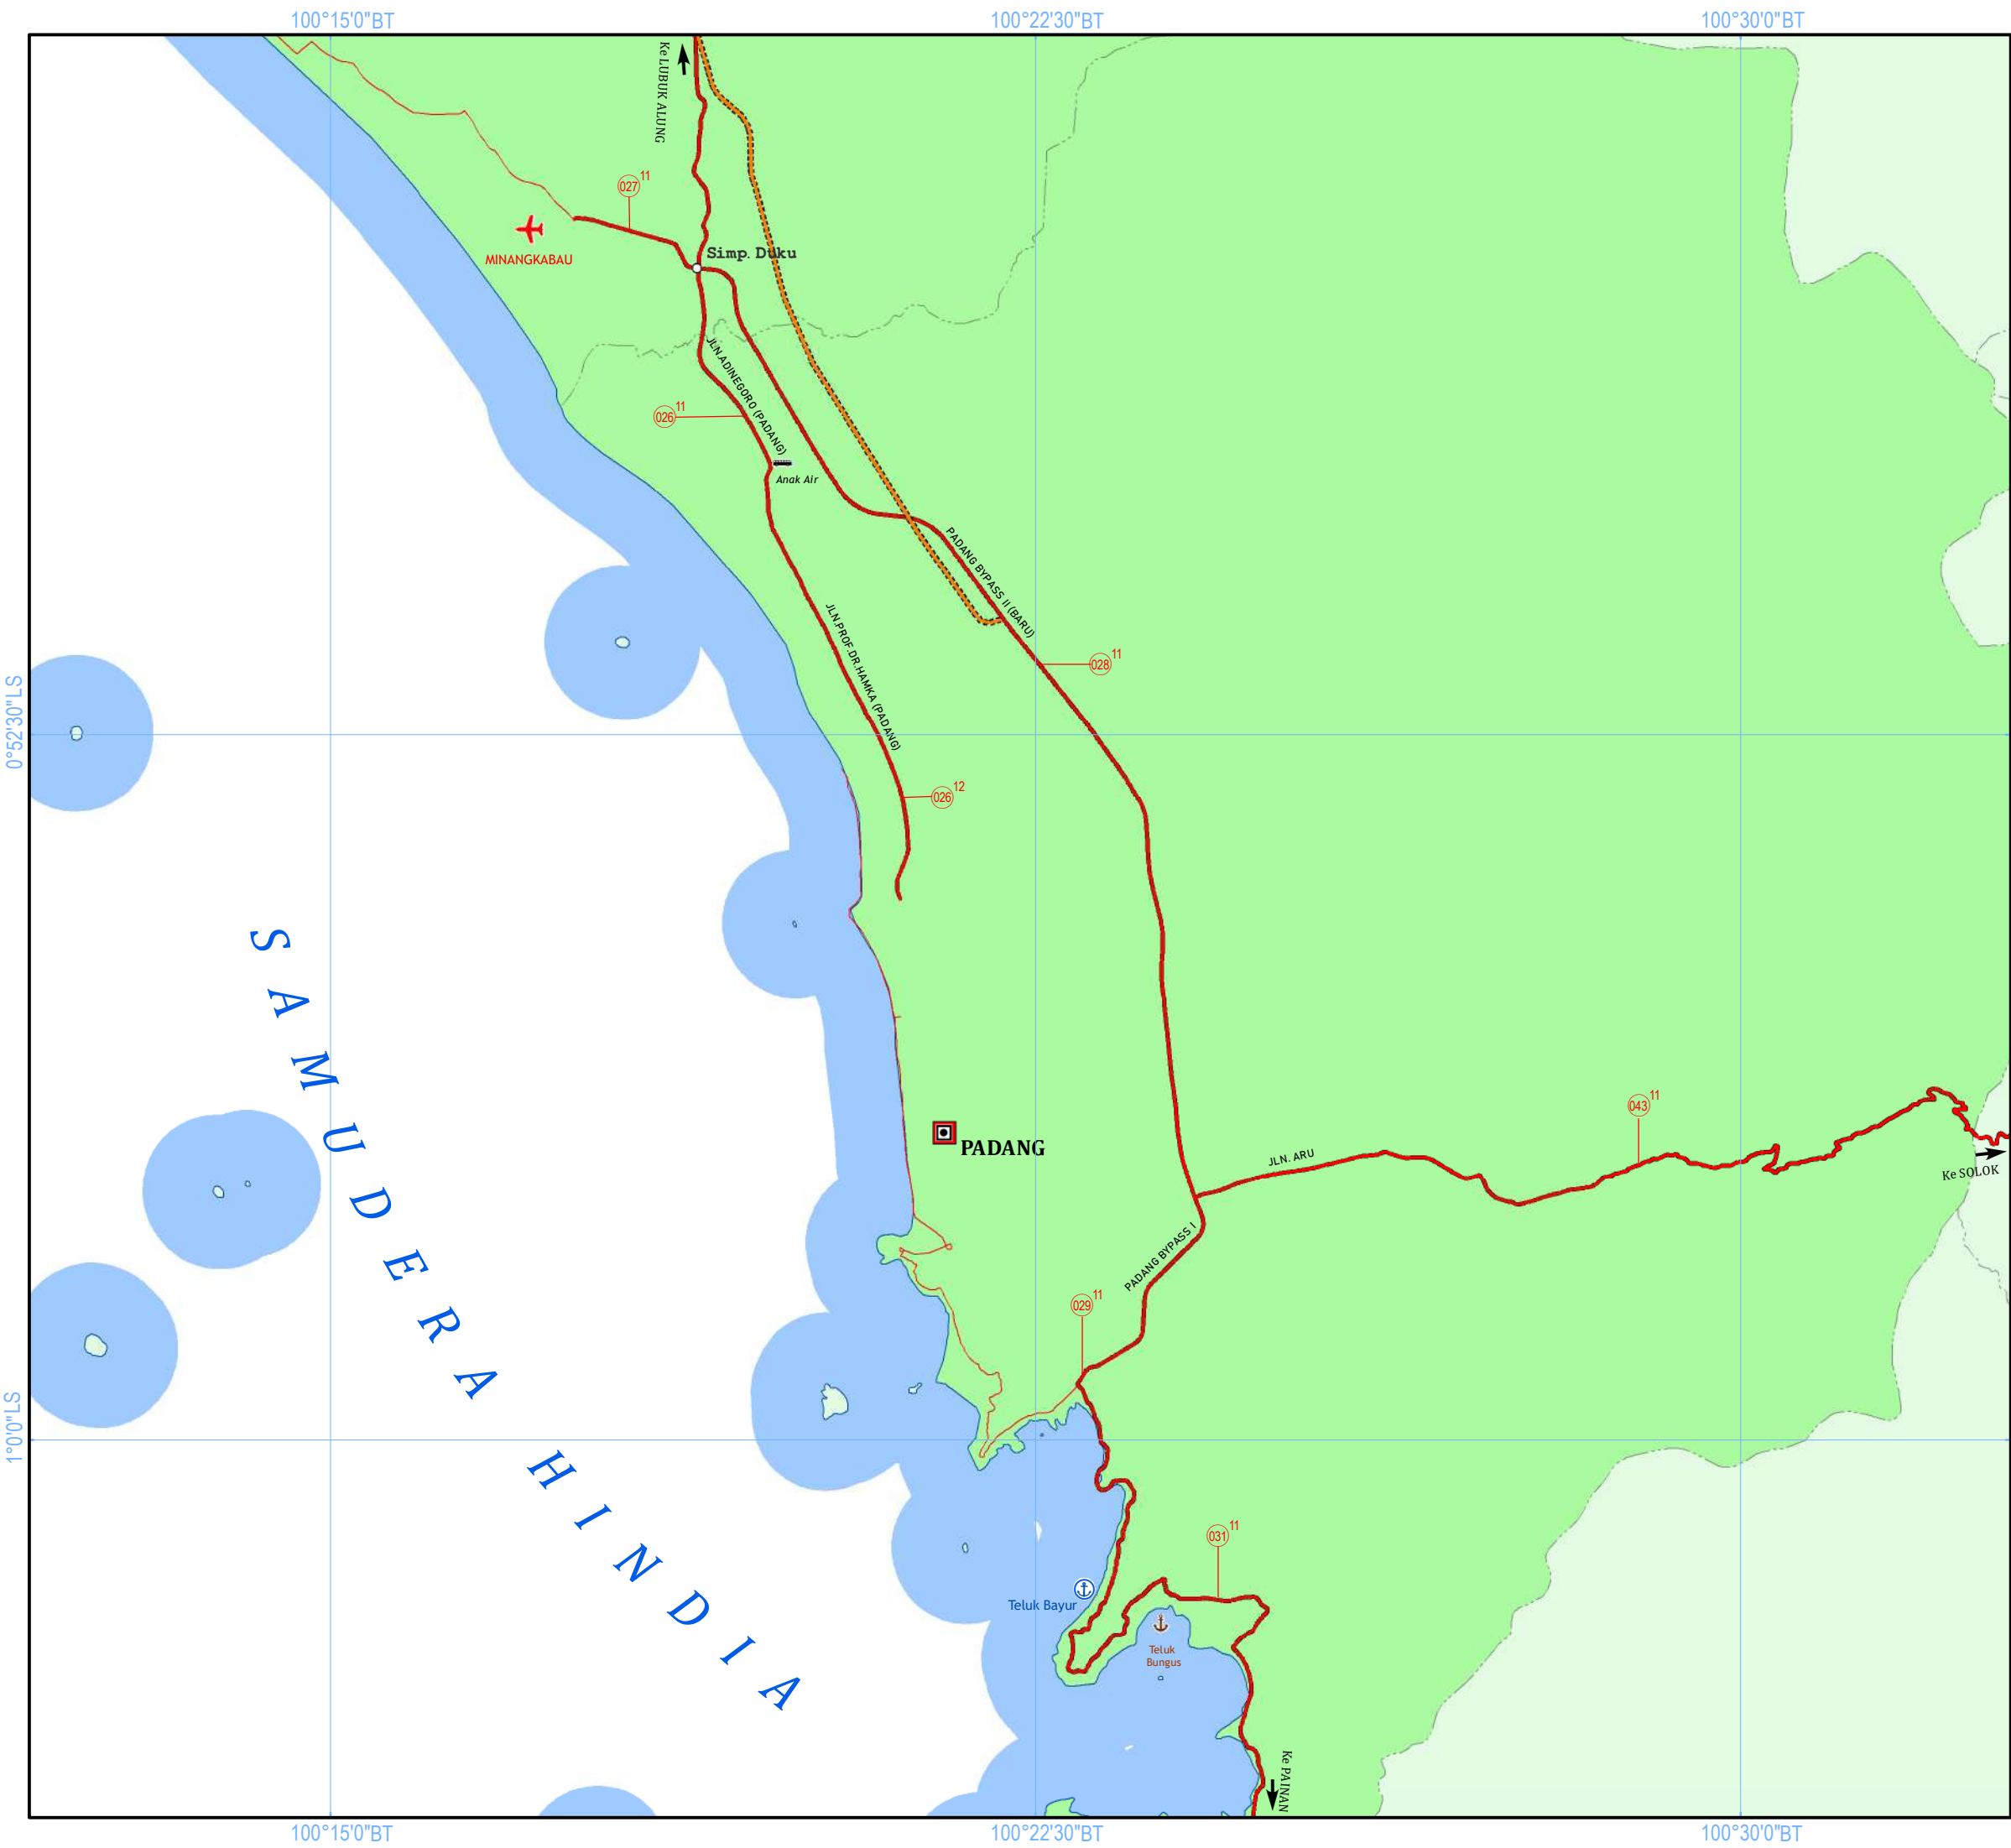 100°15'0"BT
100°22'30"BT
100°30'0"BT
Ke LUBUK ALUNG
027 11
MINANGKABAU
Simp. Duku
JLN.ADINEGORO (PADANG)
026 11
Anak Air
PADANG BYPASS II (BARU)
JLN.PROF.DR.HAMKA (PADANG)
028 11
0°52'30"LS
026 12
SAMUDERA HINDIA
PADANG
043 11
JLN. ARU
Ke SOLOK
PADANG BYPASS I
029 11
1°0'0"LS
031 11
Teluk Bayur
Teluk
Bungus
Ke PAINAN
100°15'0"BT
100°22'30"BT
100°30'0"BT